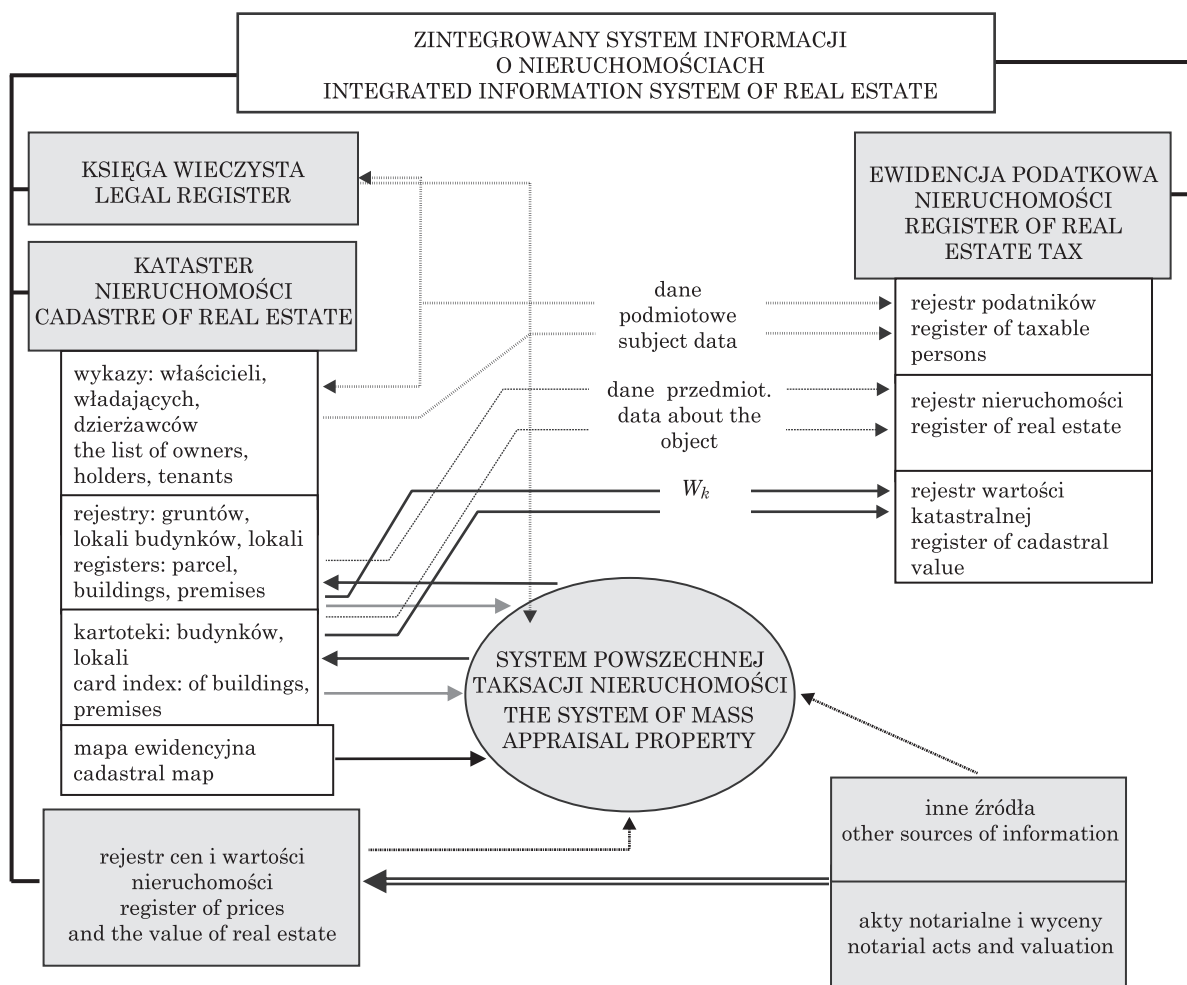 ZINTEGROWANY SYSTEM INFORMACJI
O NIERUCHOMOŚCIACH
INTEGRATED INFORMATION SYSTEM OF REAL ESTATE
KSIĘGA WIECZYSTA
LEGAL REGISTER
KATASTER
NIERUCHOMOŚCI
CADASTRE OF REAL ESTATE
wykazy: właścicieli,
władających,
dzierżawców
the list of owners,
holders, tenants
rejestry: gruntów,
lokali budynków, lokali
registers: parcel,
buildings, premises
kartoteki: budynków,
lokali
card index: of buildings,
premises
mapa ewidencyjna
cadastral map
rejestr cen i wartości
nieruchomości
register of prices
and the value of real estate
dane
podmiotowe
subject data
dane przedmiot.
data about the
object
Wk
SYSTEM POWSZECHNEJ
TAKSACJI NIERUCHOMOŚCI
THE SYSTEM OF MASS
APPRAISAL PROPERTY
EWIDENCJA PODATKOWA
NIERUCHOMOŚCI
REGISTER OF REAL
ESTATE TAX
rejestr podatników
register of taxable
persons
rejestr nieruchomości
register of real estate
rejestr wartości
katastralnej
register of cadastral
value
inne źródła
other sources of information
akty notarialne i wyceny
notarial acts and valuation